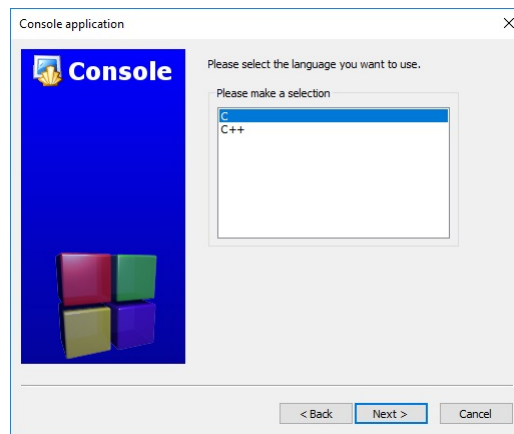 Console application
Console
Please select the language you want to use.
Please make a selection
C
C++
< Back
Next >
Cancel